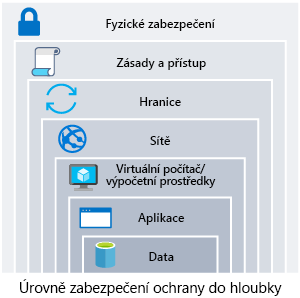 Fyzické zabezpečení
Zásady a přístup
Hranice
Sítě
Virtuální počítač/
výpočetní prostředky
Aplikace
Data
Úrovně zabezpečení ochrany do hloubky